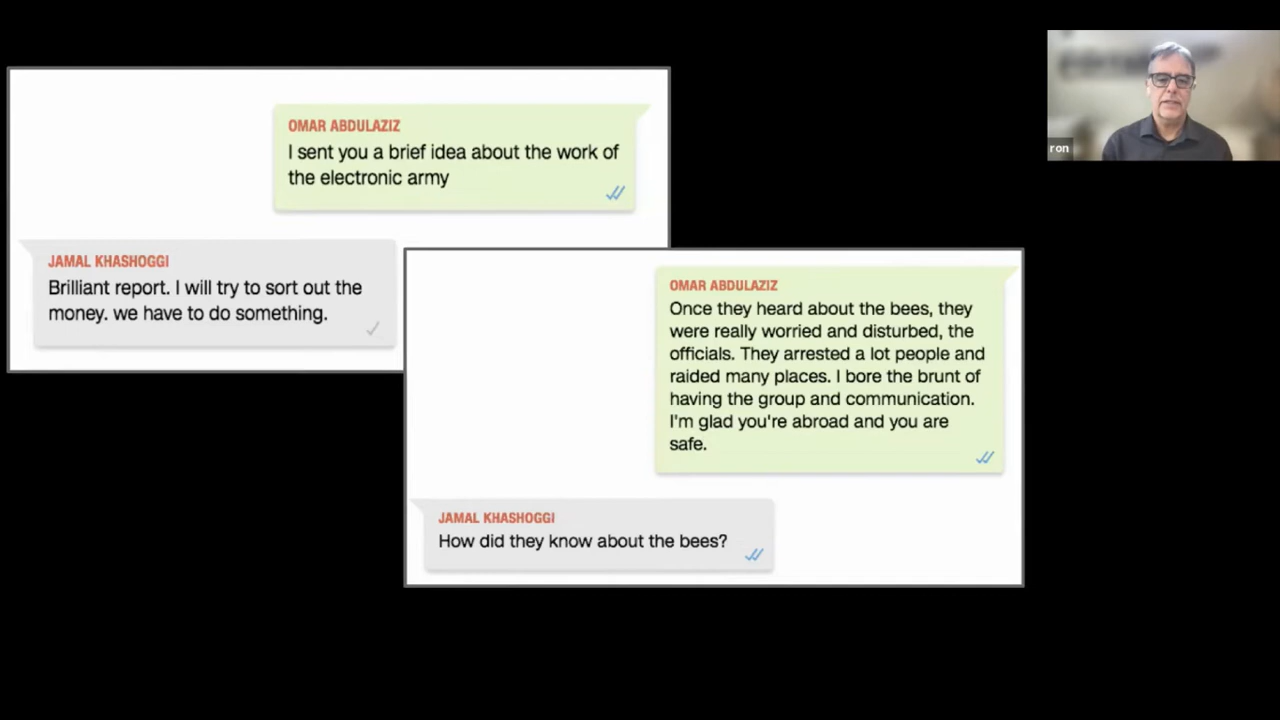 OMAR ABDULAZIZ
I sent you a brief idea about the work of
the electronic army
JAMAL KHASHOGGI
Brilliant report. I will try to sort out the
money. we have to do something.
OMAR ABDULAZIZ
Once they heard about the bees, they
were really worried and disturbed, the
officials. They arrested a lot people and
raided many places. I bore the brunt of
having the group and communication.
I'm glad you're abroad and you are
safe.
JAMAL KHASHOGGI
How did they know about the bees?
ron